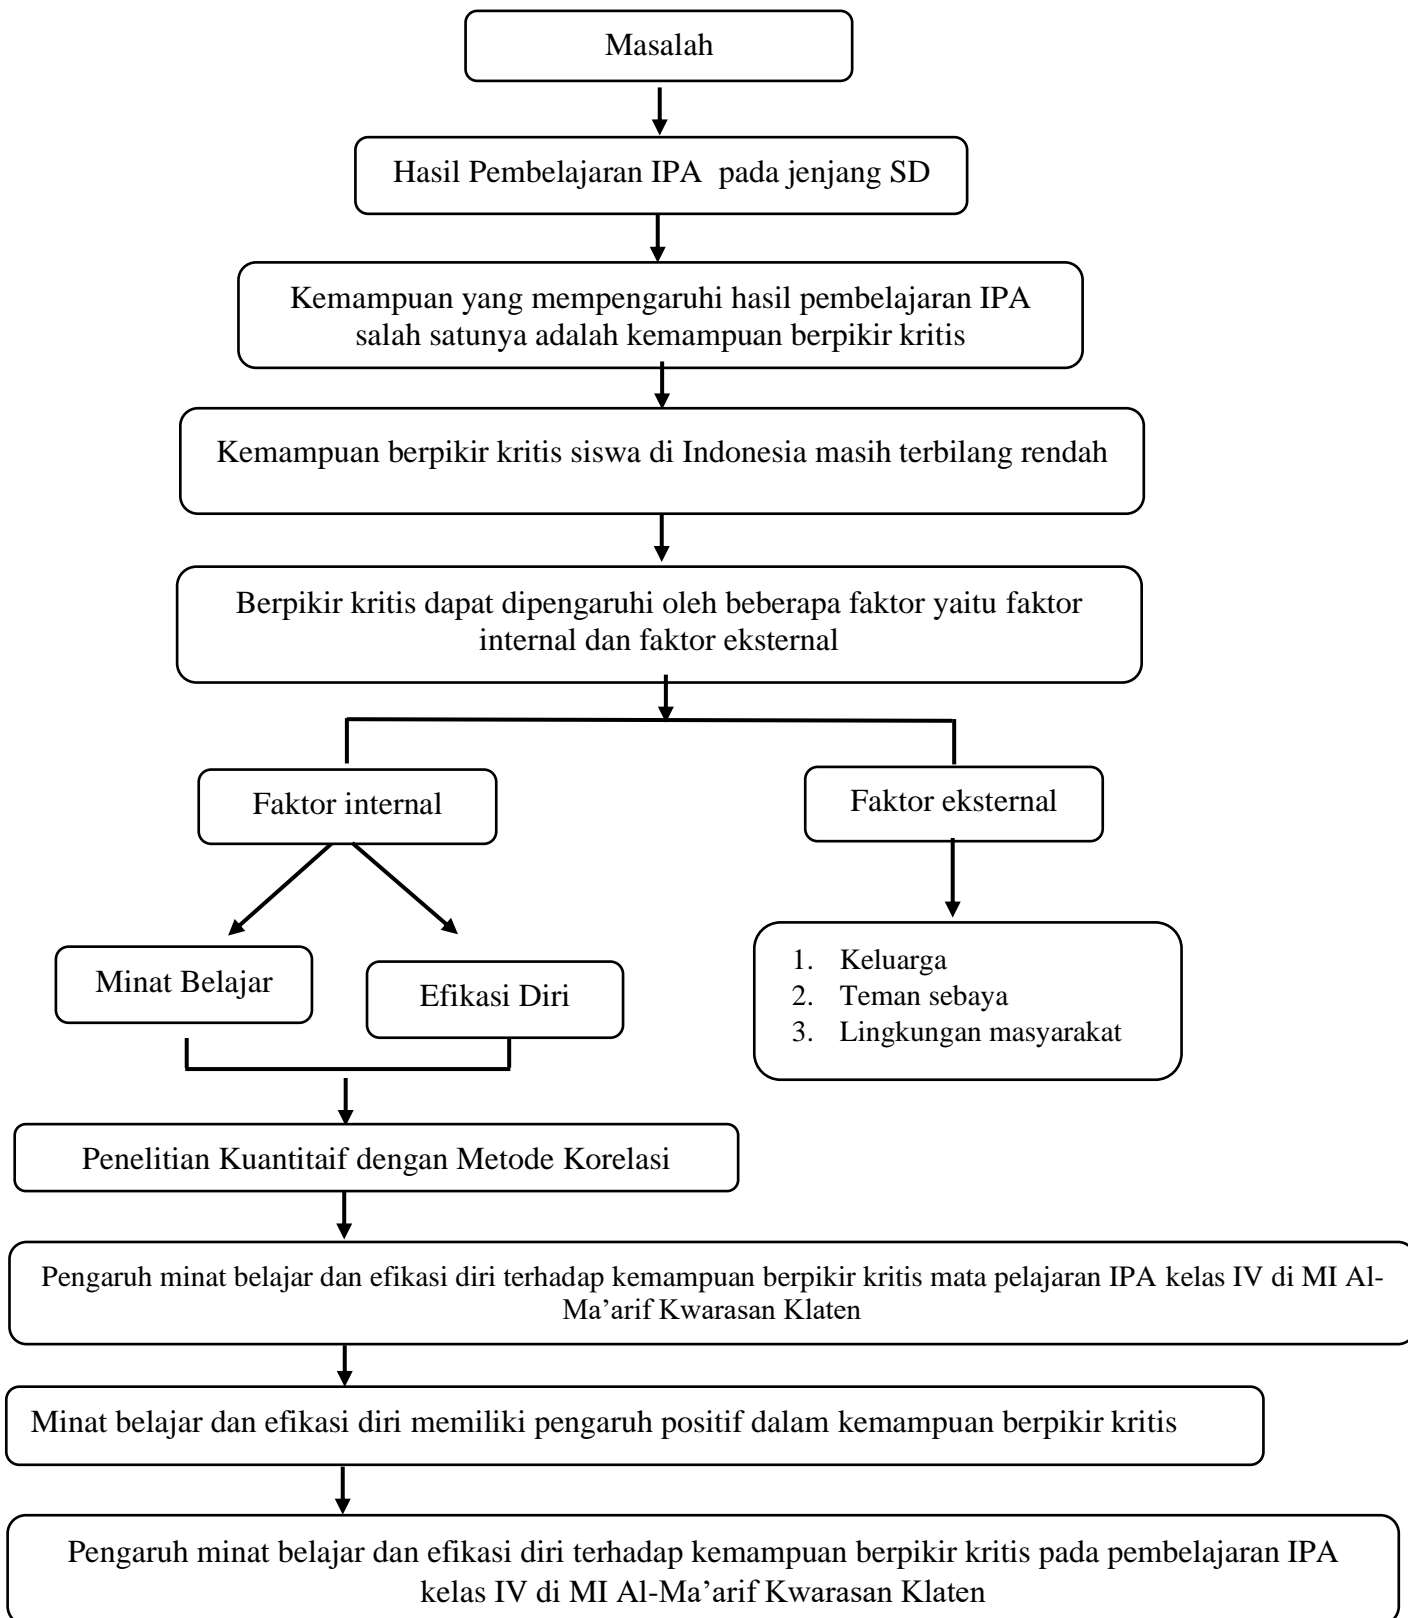 Masalah
Hasil Pembelajaran IPA pada jenjang SD
Kemampuan yang mempengaruhi hasil pembelajaran IPA
salah satunya adalah kemampuan berpikir kritis
Kemampuan berpikir kritis siswa di Indonesia masih terbilang rendah
Berpikir kritis dapat dipengaruhi oleh beberapa faktor yaitu faktor
internal dan faktor eksternal
Faktor internal
Faktor eksternal
Minat Belajar
Efikasi Diri
1. Keluarga
2. Teman sebaya
3. Lingkungan masyarakat
Penelitian Kuantitaif dengan Metode Korelasi
Pengaruh minat belajar dan efikasi diri terhadap kemampuan berpikir kritis mata pelajaran IPA kelas IV di MI Al-
Ma’arif Kwarasan Klaten
Minat belajar dan efikasi diri memiliki pengaruh positif dalam kemampuan berpikir kritis
Pengaruh minat belajar dan efikasi diri terhadap kemampuan berpikir kritis pada pembelajaran IPA
kelas IV di MI Al-Ma’arif Kwarasan Klaten